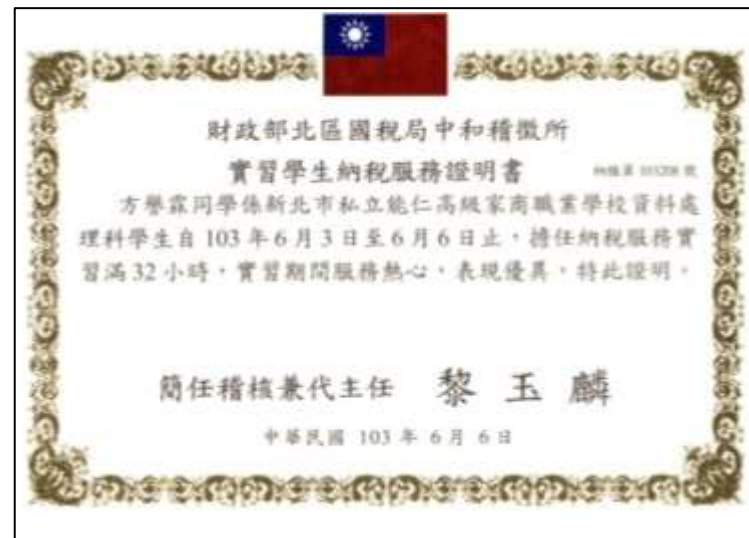 財政部北區國稅局中和稽徵所
實習學生納稅服務證明書
方譽霖同學係新北市私立能仁高級家商職業學校資料處
理科學生自 103 年 6 月 3 日至 6 月 6 日止,擔任納稅服務實
習滿 32 小時,實習期間服務熱心,表現優異,特此證明。
簡任稽核兼代主任 黎玉麟
中華民國 103 年 6 月 6 日